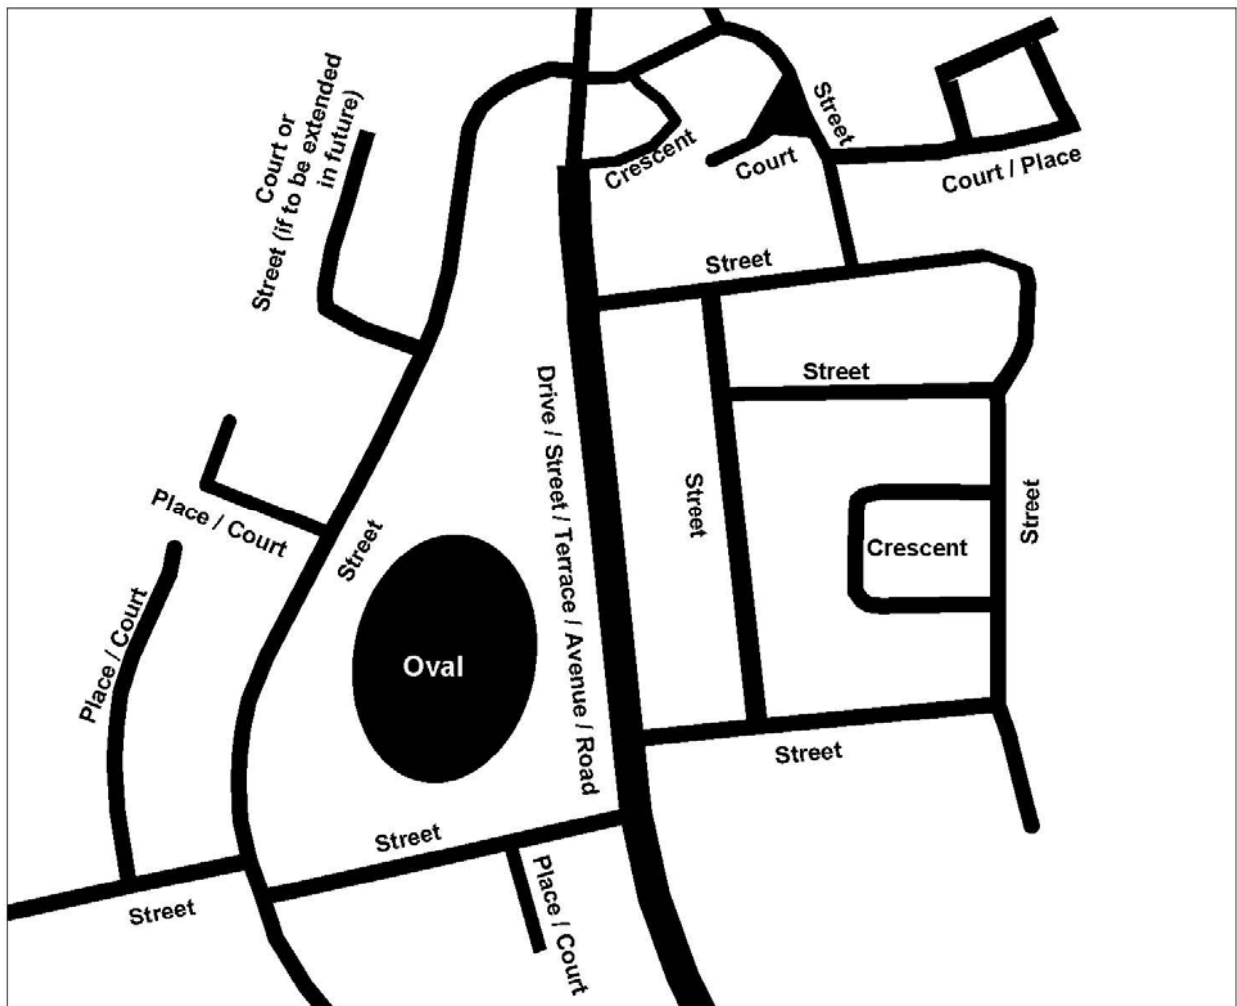 Court or
Street (if to be extended
in future)
Crescent
Court
Street
Court / Place
Street
Street
Drive / Street / Terrace / Avenue / Road
Street
Street
Crescent
Place / Court
Street
Place / Court
Oval
Street
Street
Place / Court
Street